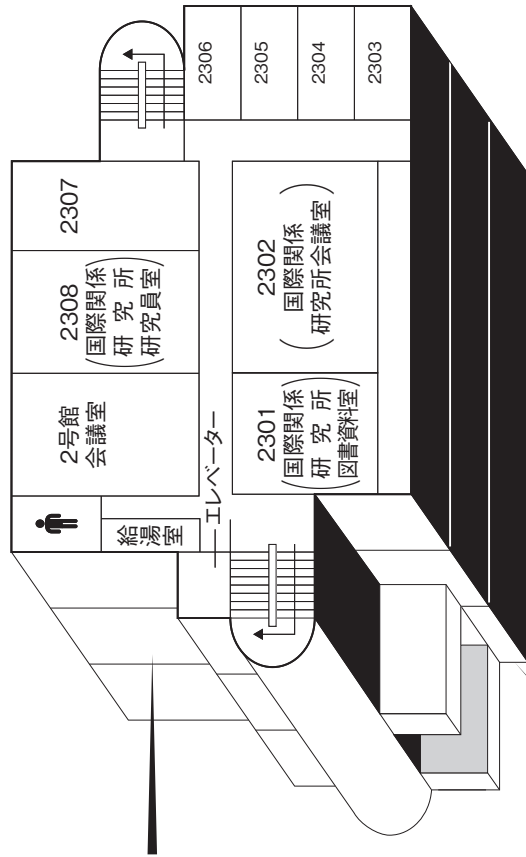 2307
2308
(国際関係
研究所
研究員室)
2号館
会議室
給湯
室
エレベーター
2306
2305
2304
2303
2302
(国際関係
研究所会議室)
2301
(国際関係
研究所
図書資料室)